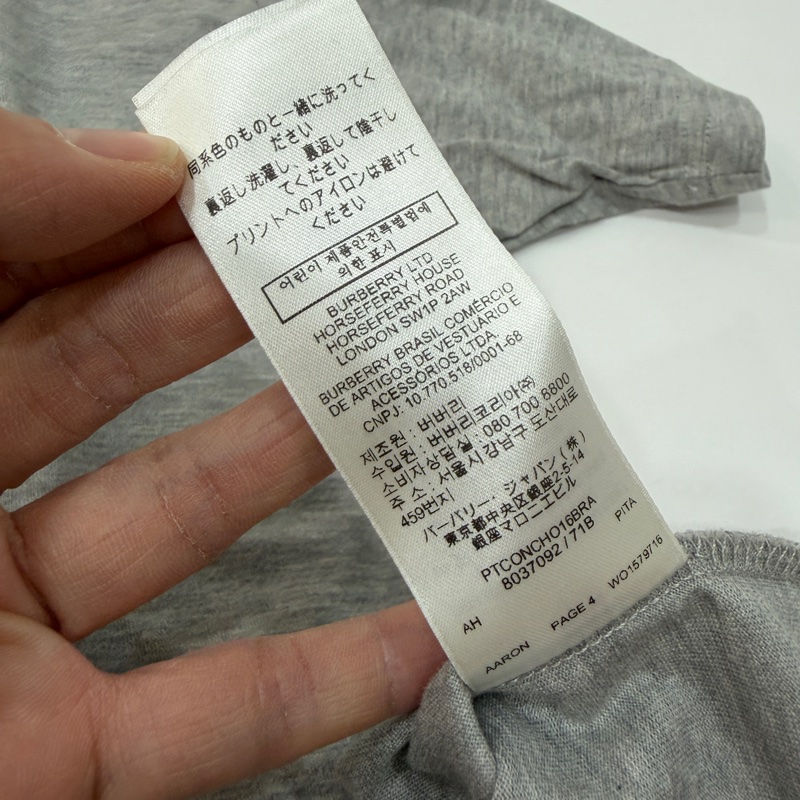 同系色のものと一緒に洗ってく
ださい
裏返し洗濯し、裏返して陰干し
てください
プリントへのアイロンは避けて
ください
어린이 제품안전특별법에
의한 표시
BURBERRY LTD
HORSEFERRY HOUSE
HORSEFERRY ROAD
LONDON SW1P 2AW
BURBERRY BRASIL COMÉRCIO
DE ARTIGOS DE VESTUÁRIO E
ACESSORIOS LTDA.
CNPJ: 10.770.518/0001-68
제조원 : 버버리
수입원 : 버버리코리아㈜
소비자상담실 : 080 700 8800
주소 : 서울시강남구 도산대로
459번지
バーバリー・ジャパン(株)
東京都中央区銀座2-5-14
銀座マロニエビル
PTCONCHO16BRA
8037092 / 71B
P/TA
AH
AARON PAGE 4 WO1579716